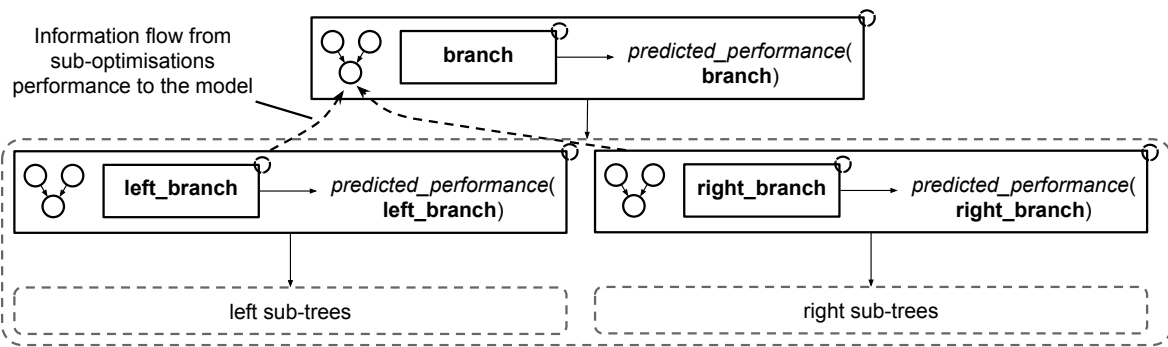 Information flow from
sub-optimisations
performance to the model
branch
predicted_performance(
branch)
left_branch
predicted_performance(
left_branch)
right_branch
predicted_performance(
right_branch)
left sub-trees
right sub-trees